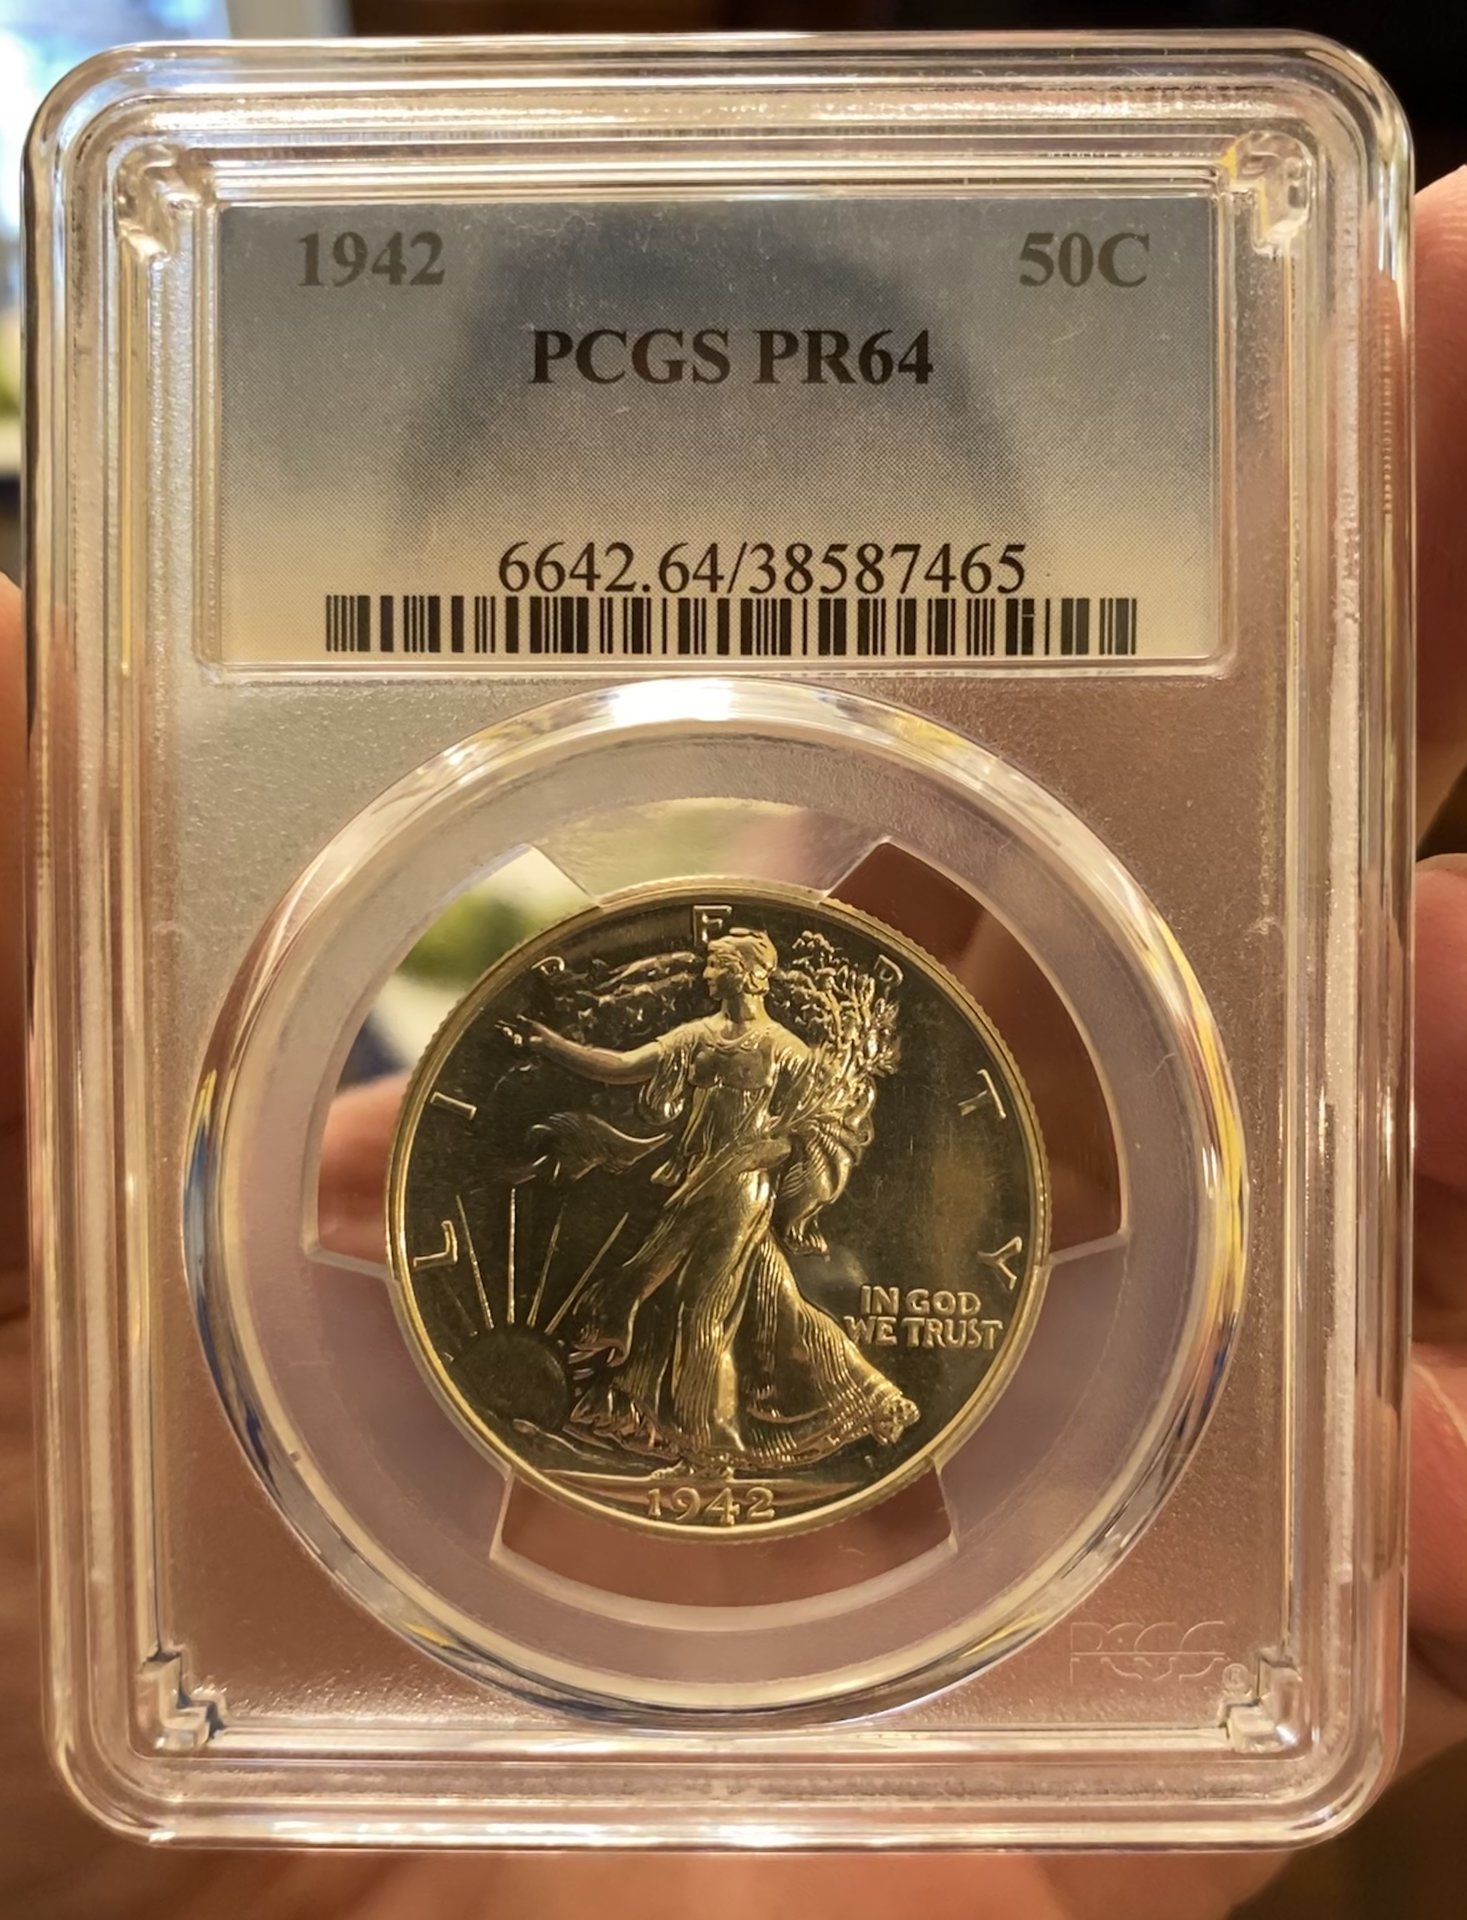 1942 50C
PCGS PR64
6642.64/38587465
LIBERTY
IN GOD
WE TRUST
1942
PCGS